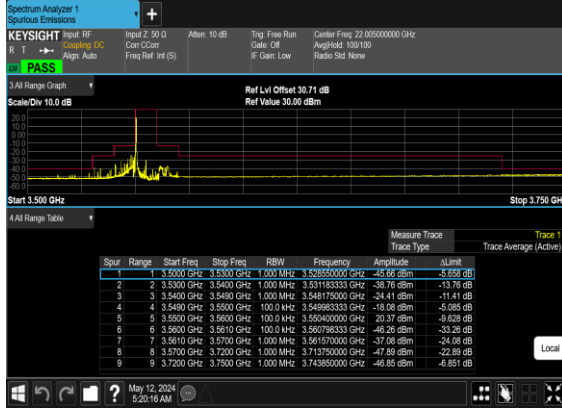 Spectrum Analyzer 1
Spurious Emissions
+
KEYSIGHT Input: RF Input Z: 50 Ω Atten: 10 dB Trig: Free Run Center Freq: 22.005000000 GHz
R T Coupling: DC Corr CCorr Gate: Off Avg|Hold: 100/100
Align: Auto Freq Ref: Int (S) IF Gain: Low Radio Std: None
PASS
3 All Range Graph Ref Lvl Offset 30.71 dB
Scale/Div 10.0 dB Ref Value 30.00 dBm
20.0
10.0
0.00
-10.0
-20.0
-30.0
-40.0
-50.0
-60.0
Start 3.500 GHz Stop 3.750 GH
4 All Range Table
Measure Trace Trace 1
Trace Type Trace Average (Active)
Spur Range Start Freq Stop Freq RBW Frequency Amplitude ΔLimit
1 1 3.5000 GHz 3.5300 GHz 1.000 MHz 3.528550000 GHz -45.66 dBm -5.658 dB
2 2 3.5300 GHz 3.5400 GHz 1.000 MHz 3.531183333 GHz -38.76 dBm -13.76 dB
3 3 3.5400 GHz 3.5490 GHz 1.000 MHz 3.548175000 GHz -24.41 dBm -11.41 dB
4 4 3.5490 GHz 3.5500 GHz 100.0 kHz 3.549983333 GHz -18.08 dBm -5.085 dB
5 5 3.5500 GHz 3.5600 GHz 100.0 kHz 3.550400000 GHz 20.37 dBm -9.628 dB
6 6 3.5600 GHz 3.5610 GHz 100.0 kHz 3.560798333 GHz -46.26 dBm -33.26 dB
7 7 3.5610 GHz 3.5700 GHz 1.000 MHz 3.561570000 GHz -37.08 dBm -24.08 dB
8 8 3.5700 GHz 3.7200 GHz 1.000 MHz 3.713750000 GHz -47.89 dBm -22.89 dB
9 9 3.7200 GHz 3.7500 GHz 1.000 MHz 3.743850000 GHz -46.85 dBm -6.851 dB
Local
? May 12, 2024
5:20:16 AM